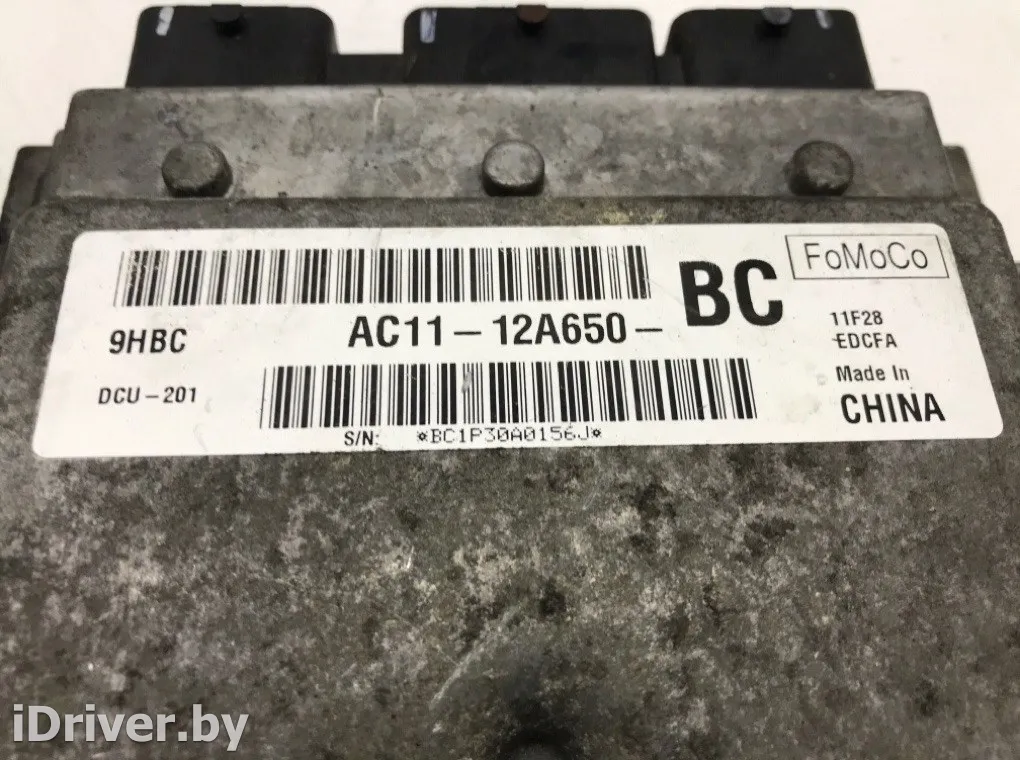 FoMoCo
9HBC AC11-12A650- BC
11F28
EDCFA
DCU-201
Made In
CHINA
S/N: *BC1P30A0156J*
iDriver.by